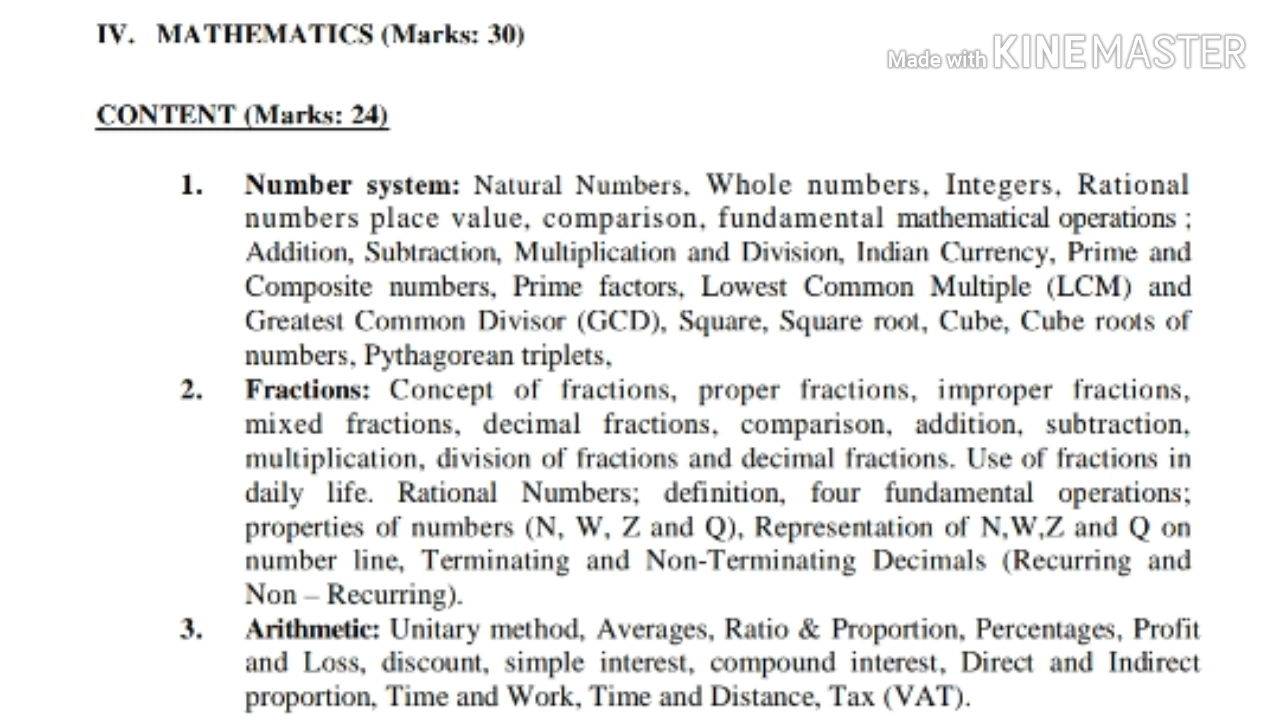 IV. MATHEMATICS (Marks: 30)
Made with KINEMASTER
CONTENT (Marks: 24)
1. Number system: Natural Numbers, Whole numbers, Integers, Rational
numbers place value, comparison, fundamental mathematical operations ;
Addition, Subtraction, Multiplication and Division, Indian Currency, Prime and
Composite numbers, Prime factors, Lowest Common Multiple (LCM) and
Greatest Common Divisor (GCD), Square, Square root, Cube, Cube roots of
numbers, Pythagorean triplets,
2. Fractions: Concept of fractions, proper fractions, improper fractions,
mixed fractions, decimal fractions, comparison, addition, subtraction,
multiplication, division of fractions and decimal fractions. Use of fractions in
daily life. Rational Numbers; definition, four fundamental operations;
properties of numbers (N, W, Z and Q), Representation of N,W,Z and Q on
number line, Terminating and Non-Terminating Decimals (Recurring and
Non – Recurring).
3. Arithmetic: Unitary method, Averages, Ratio & Proportion, Percentages, Profit
and Loss, discount, simple interest, compound interest, Direct and Indirect
proportion, Time and Work, Time and Distance, Tax (VAT).